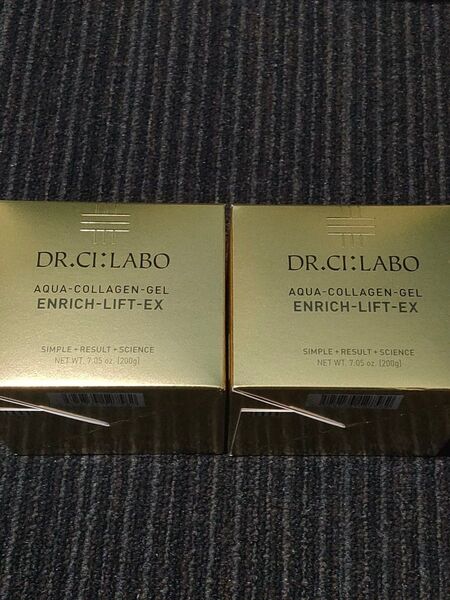 DR.CI:LABO
AQUA-COLLAGEN-GEL
ENRICH-LIFT-EX
SIMPLE + RESULT + SCIENCE
NET WT. 7.05 oz. [200g]
DR.CI:LABO
AQUA-COLLAGEN-GEL
ENRICH-LIFT-EX
SIMPLE + RESULT + SCIENCE
NET WT. 7.05 oz. [200g]